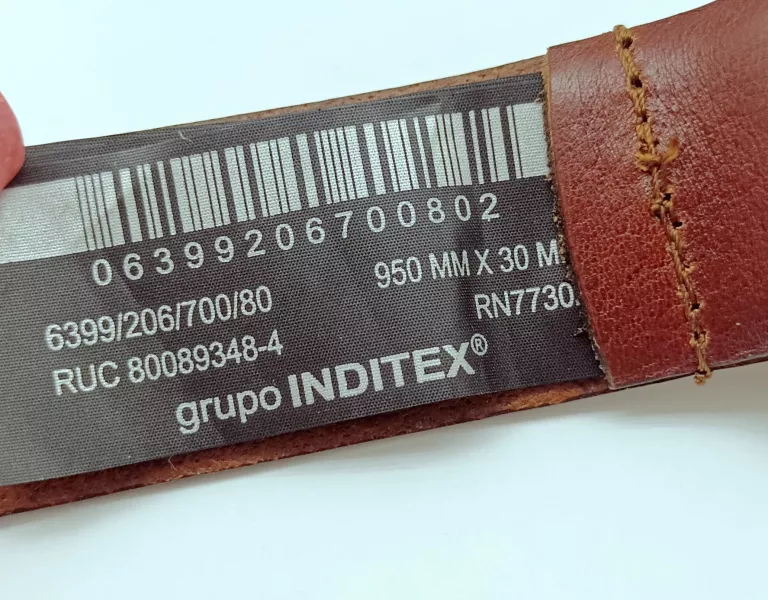 06399206700802
6399/206/700/80
950 MM X 30 M
RUC 80089348-4
RN7730
grupo INDITEX®